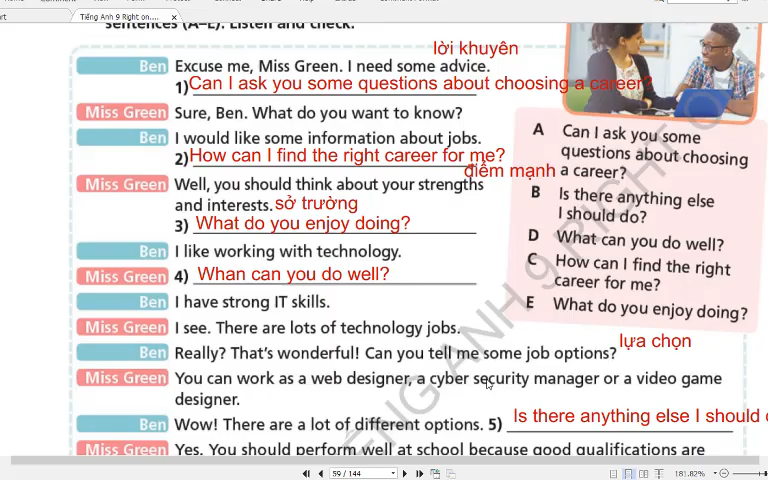 Tiếng Anh 9 Right on....
sentences (A–E). Listen and check.
lời khuyên
Ben Excuse me, Miss Green. I need some advice.
1) Can I ask you some questions about choosing a career?
Miss Green Sure, Ben. What do you want to know?
Ben I would like some information about jobs.
2) How can I find the right career for me?
điểm mạnh
Miss Green Well, you should think about your strengths
and interests. sở trường
3) What do you enjoy doing?
Ben I like working with technology.
Miss Green 4) Whan can you do well?
Ben I have strong IT skills.
Miss Green I see. There are lots of technology jobs.
lựa chọn
Ben Really? That's wonderful! Can you tell me some job options?
Miss Green You can work as a web designer, a cyber security manager or a video game
designer.
Ben Wow! There are a lot of different options. 5) Is there anything else I should
Miss Green Yes. You should perform well at school because good qualifications are
A Can I ask you some
questions about choosing
a career?
B Is there anything else
I should do?
D What can you do well?
C How can I find the right
career for me?
E What do you enjoy doing?
59 / 144
181.82%